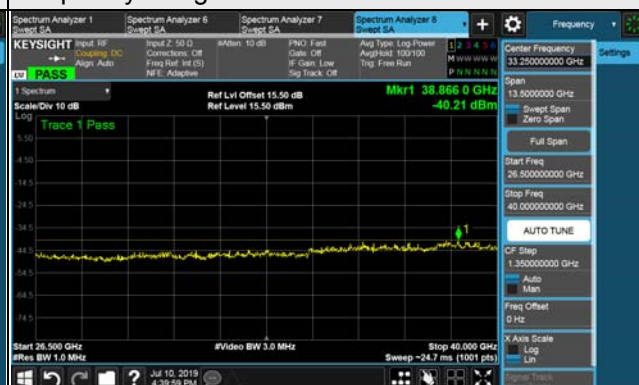 Spectrum Analyzer 1
Swept SA
Spectrum Analyzer 6
Swept SA
Spectrum Analyzer 7
Swept SA
Spectrum Analyzer 8
Swept SA
+
Frequency
KEYSIGHT
Input: RF
Coupling: DC
Align: Auto
Input Z: 50 Ω
Corrections: Off
Freq Ref: Int (S)
NFE: Adaptive
#Atten: 10 dB
PNO: Fast
Gate: Off
IF Gain: Low
Sig Track: Off
Avg Type: Log-Power
Avg|Hold: 100/100
Trig: Free Run
1 2 3 4 5 6
M W W W W W
P N N N N N
LXI PASS
1 Spectrum
Scale/Div 10 dB
Log
Ref Lvl Offset 15.50 dB
Ref Level 15.50 dBm
Mkr1 38.866 0 GHz
-40.21 dBm
Trace 1 Pass
5.50
-4.50
-14.5
-24.5
-34.5
-44.5
-54.5
-64.5
-74.5
1
Start 26.500 GHz
#Res BW 1.0 MHz
#Video BW 3.0 MHz
Stop 40.000 GHz
Sweep ~24.7 ms (1001 pts)
Jul 10, 2019
4:39:59 PM
Center Frequency
33.250000000 GHz
Settings
Span
13.5000000 GHz
Swept Span
Zero Span
Full Span
Start Freq
26.500000000 GHz
Stop Freq
40.000000000 GHz
AUTO TUNE
CF Step
1.350000000 GHz
Auto
Man
Freq Offset
0 Hz
X Axis Scale
Log
Lin
Signal Track